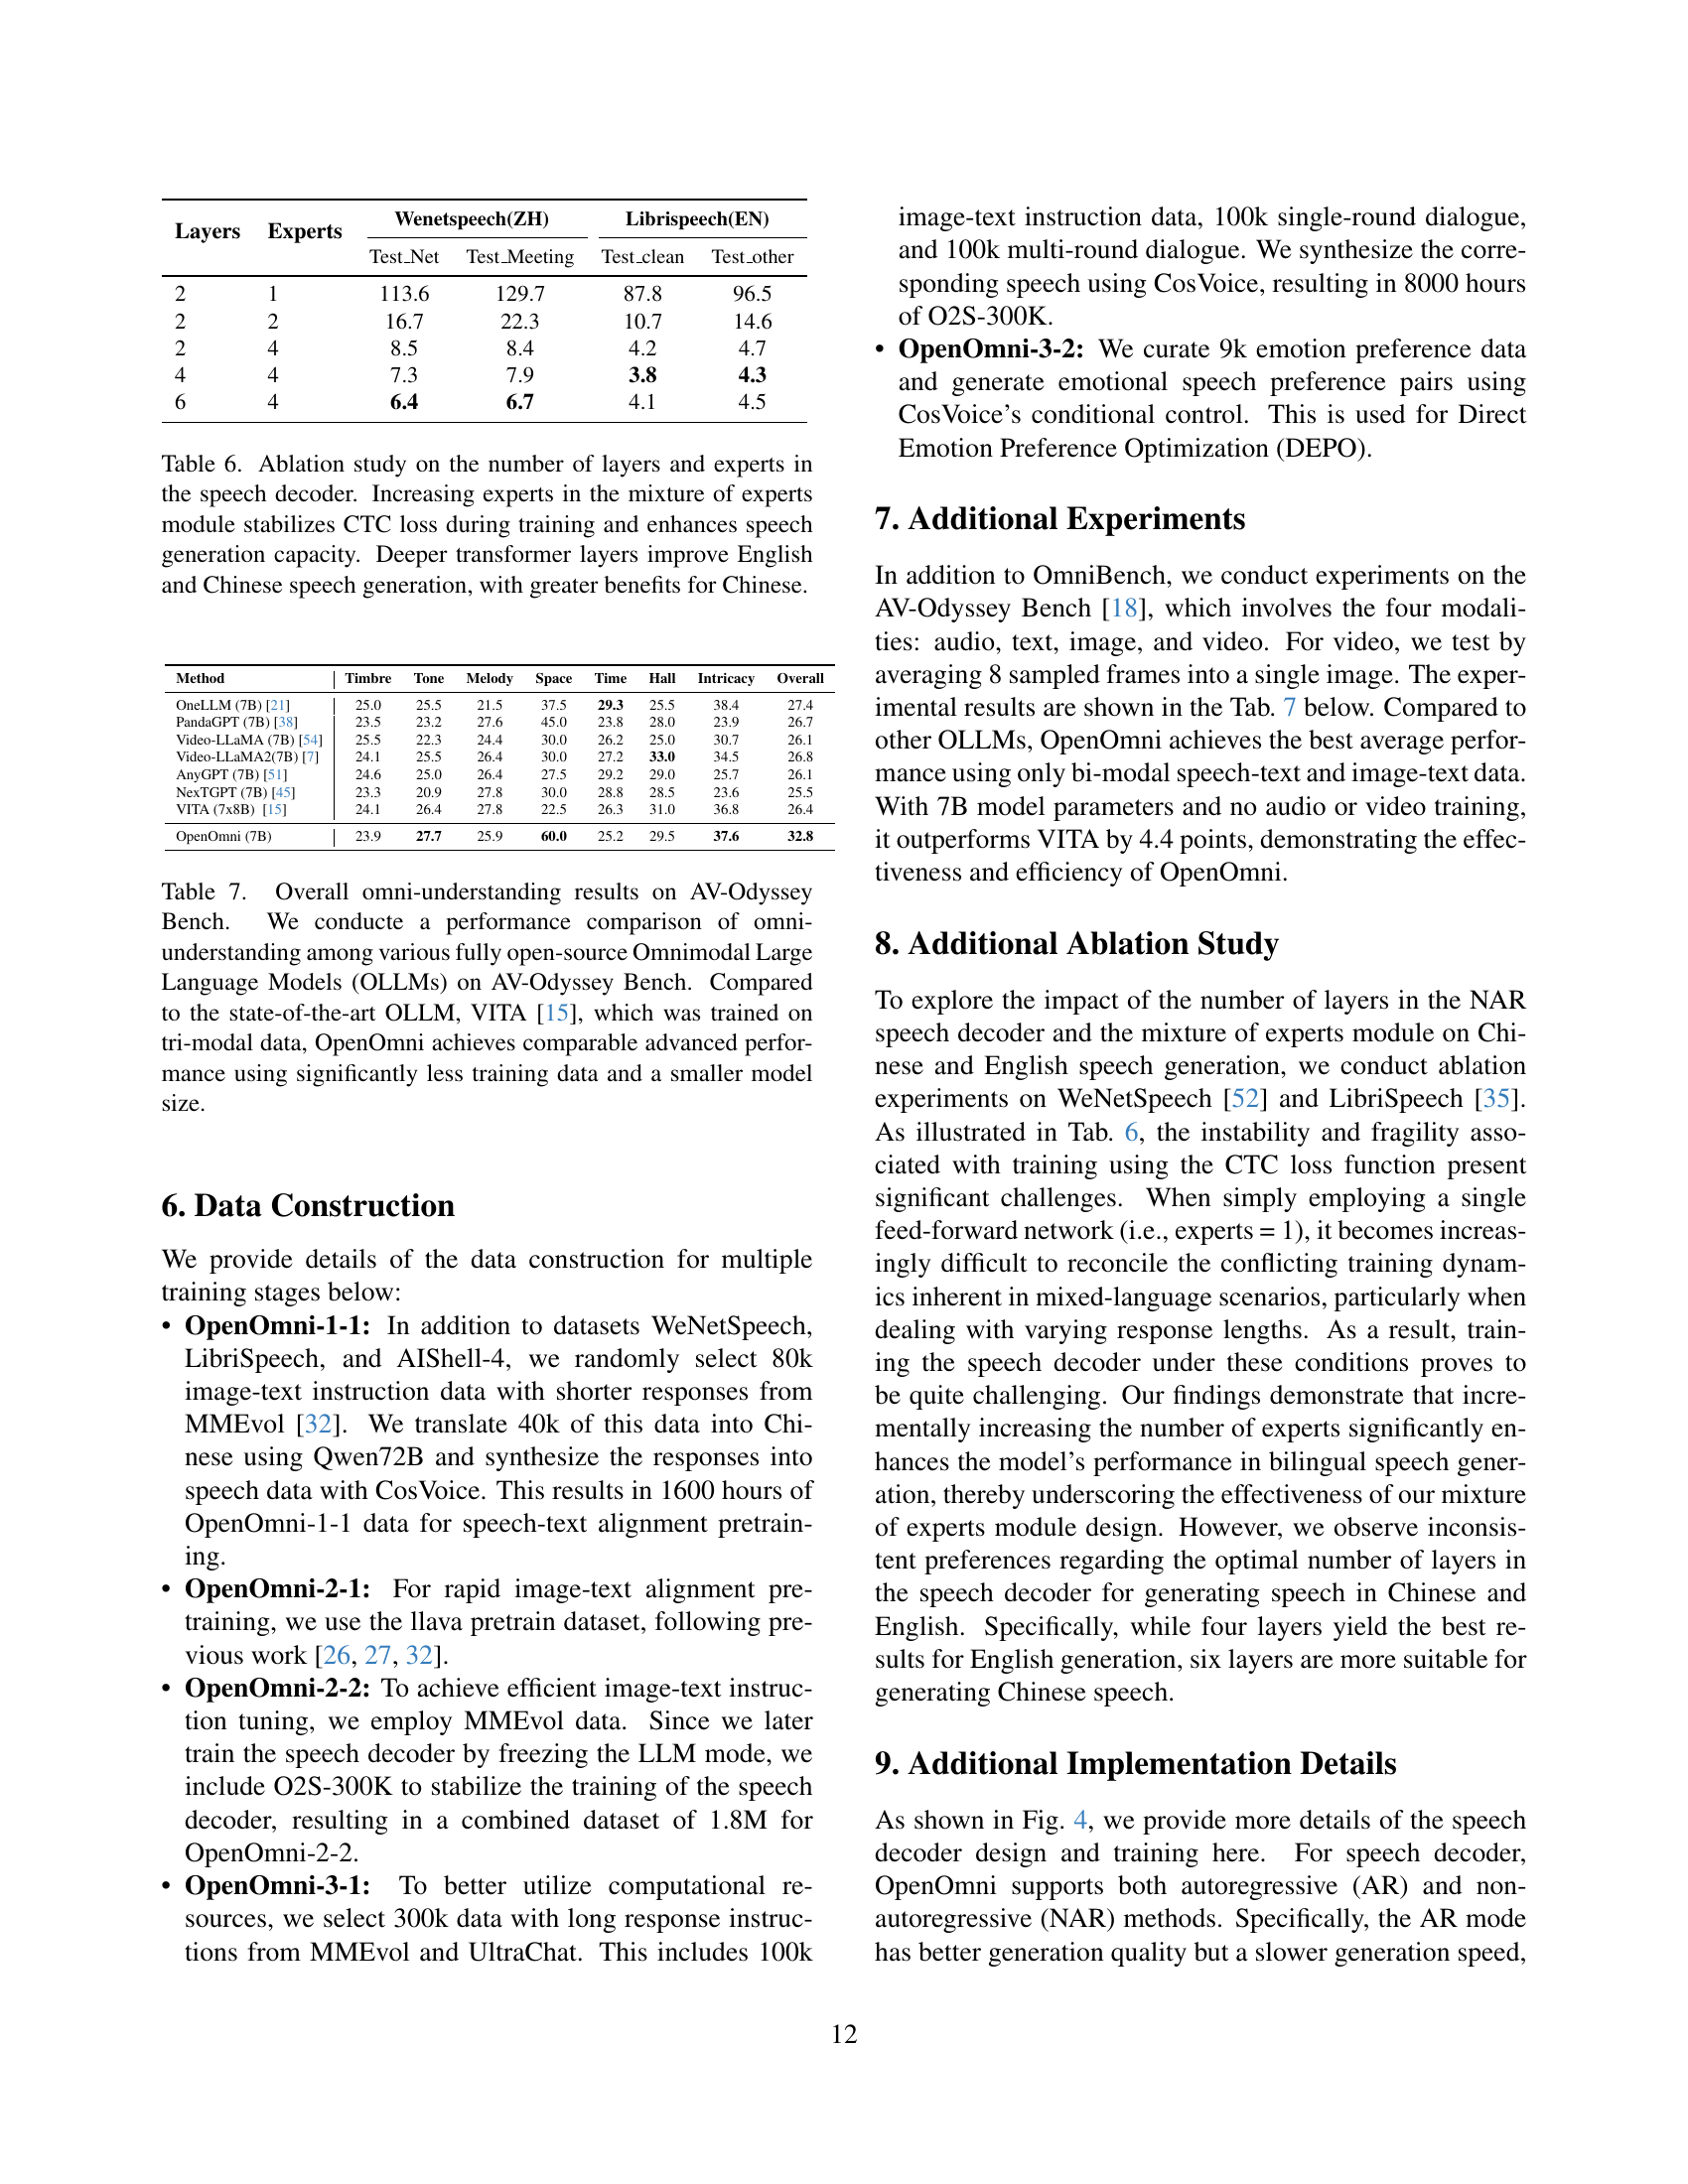 Layers Experts Wenetspeech(ZH) Librispeech(EN)
Test_Net Test_Meeting Test_clean Test_other
2 1 113.6 129.7 87.8 96.5
2 2 16.7 22.3 10.7 14.6
2 4 8.5 8.4 4.2 4.7
4 4 7.3 7.9 3.8 4.3
6 4 6.4 6.7 4.1 4.5
Table 6. Ablation study on the number of layers and experts in
the speech decoder. Increasing experts in the mixture of experts
module stabilizes CTC loss during training and enhances speech
generation capacity. Deeper transformer layers improve English
and Chinese speech generation, with greater benefits for Chinese.
Method Timbre Tone Melody Space Time Hall Intricacy Overall
OneLLM (7B) [21] 25.0 25.5 21.5 37.5 29.3 25.5 38.4 27.4
PandaGPT (7B) [38] 23.5 23.2 27.6 45.0 23.8 28.0 23.9 26.7
Video-LLaMA (7B) [54] 25.5 22.3 24.4 30.0 26.2 25.0 30.7 26.1
Video-LLaMA2(7B) [7] 24.1 25.5 26.4 30.0 27.2 33.0 34.5 26.8
AnyGPT (7B) [51] 24.6 25.0 26.4 27.5 29.2 29.0 25.7 26.1
NexTGPT (7B) [45] 23.3 20.9 27.8 30.0 28.8 28.5 23.6 25.5
VITA (7x8B) [15] 24.1 26.4 27.8 22.5 26.3 31.0 36.8 26.4
OpenOmni (7B) 23.9 27.7 25.9 60.0 25.2 29.5 37.6 32.8
Table 7. Overall omni-understanding results on AV-Odyssey
Bench. We conducte a performance comparison of omni-
understanding among various fully open-source Omnimodal Large
Language Models (OLLMs) on AV-Odyssey Bench. Compared
to the state-of-the-art OLLM, VITA [15], which was trained on
tri-modal data, OpenOmni achieves comparable advanced perfor-
mance using significantly less training data and a smaller model
size.
6. Data Construction
We provide details of the data construction for multiple
training stages below:
• OpenOmni-1-1: In addition to datasets WeNetSpeech,
LibriSpeech, and AIShell-4, we randomly select 80k
image-text instruction data with shorter responses from
MMEvol [32]. We translate 40k of this data into Chi-
nese using Qwen72B and synthesize the responses into
speech data with CosVoice. This results in 1600 hours of
OpenOmni-1-1 data for speech-text alignment pretrain-
ing.
• OpenOmni-2-1: For rapid image-text alignment pre-
training, we use the llava pretrain dataset, following pre-
vious work [26, 27, 32].
• OpenOmni-2-2: To achieve efficient image-text instruc-
tion tuning, we employ MMEvol data. Since we later
train the speech decoder by freezing the LLM mode, we
include O2S-300K to stabilize the training of the speech
decoder, resulting in a combined dataset of 1.8M for
OpenOmni-2-2.
• OpenOmni-3-1: To better utilize computational re-
sources, we select 300k data with long response instruc-
tions from MMEvol and UltraChat. This includes 100k
image-text instruction data, 100k single-round dialogue,
and 100k multi-round dialogue. We synthesize the corre-
sponding speech using CosVoice, resulting in 8000 hours
of O2S-300K.
• OpenOmni-3-2: We curate 9k emotion preference data
and generate emotional speech preference pairs using
CosVoice's conditional control. This is used for Direct
Emotion Preference Optimization (DEPO).
7. Additional Experiments
In addition to OmniBench, we conduct experiments on the
AV-Odyssey Bench [18], which involves the four modali-
ties: audio, text, image, and video. For video, we test by
averaging 8 sampled frames into a single image. The exper-
imental results are shown in the Tab. 7 below. Compared to
other OLLMs, OpenOmni achieves the best average perfor-
mance using only bi-modal speech-text and image-text data.
With 7B model parameters and no audio or video training,
it outperforms VITA by 4.4 points, demonstrating the effec-
tiveness and efficiency of OpenOmni.
8. Additional Ablation Study
To explore the impact of the number of layers in the NAR
speech decoder and the mixture of experts module on Chi-
nese and English speech generation, we conduct ablation
experiments on WeNetSpeech [52] and LibriSpeech [35].
As illustrated in Tab. 6, the instability and fragility asso-
ciated with training using the CTC loss function present
significant challenges. When simply employing a single
feed-forward network (i.e., experts = 1), it becomes increas-
ingly difficult to reconcile the conflicting training dynam-
ics inherent in mixed-language scenarios, particularly when
dealing with varying response lengths. As a result, train-
ing the speech decoder under these conditions proves to
be quite challenging. Our findings demonstrate that incre-
mentally increasing the number of experts significantly en-
hances the model's performance in bilingual speech gener-
ation, thereby underscoring the effectiveness of our mixture
of experts module design. However, we observe inconsis-
tent preferences regarding the optimal number of layers in
the speech decoder for generating speech in Chinese and
English. Specifically, while four layers yield the best re-
sults for English generation, six layers are more suitable for
generating Chinese speech.
9. Additional Implementation Details
As shown in Fig. 4, we provide more details of the speech
decoder design and training here. For speech decoder,
OpenOmni supports both autoregressive (AR) and non-
autoregressive (NAR) methods. Specifically, the AR mode
has better generation quality but a slower generation speed,
12